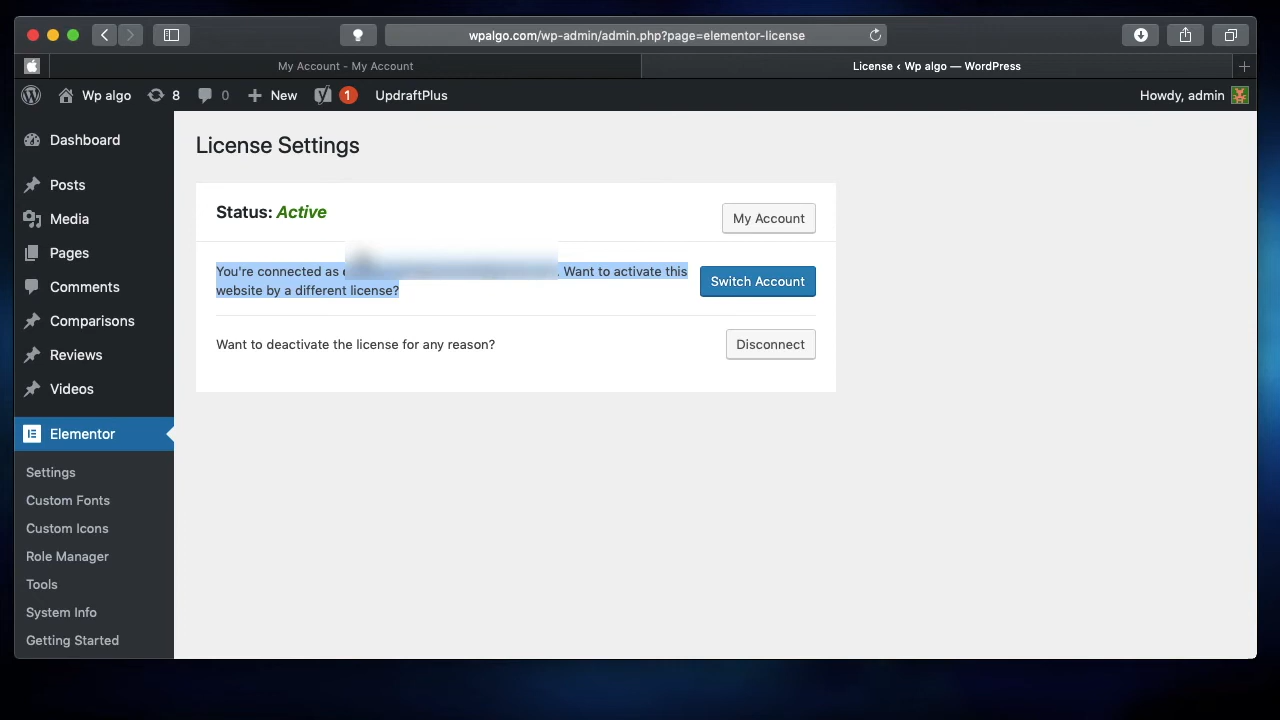 wpalgo.com/wp-admin/admin.php?page=elementor-license
My Account - My Account
License ‹ Wp algo — WordPress
Wp algo 8 0 New 1 UpdraftPlus Howdy, admin
Dashboard
Posts
Media
Pages
Comments
Comparisons
Reviews
Videos
Elementor
Settings
Custom Fonts
Custom Icons
Role Manager
Tools
System Info
Getting Started
License Settings
Status: Active
My Account
You're connected as . Want to activate this
website by a different license?
Switch Account
Want to deactivate the license for any reason?
Disconnect